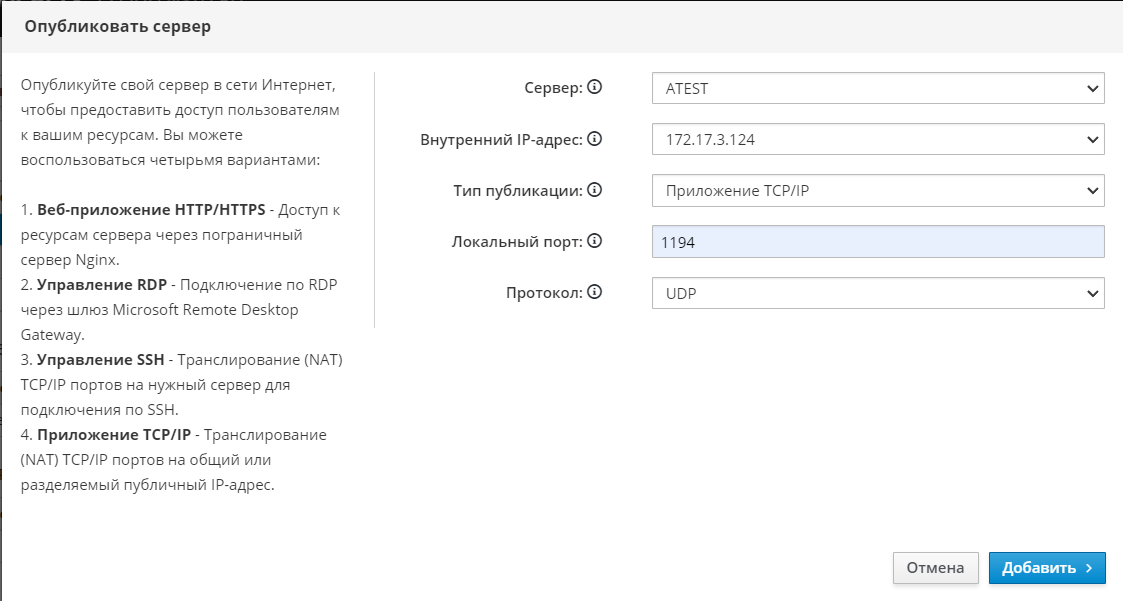 Опубликовать сервер
Опубликуйте свой сервер в сети Интернет,
чтобы предоставить доступ пользователям
к вашим ресурсам. Вы можете
воспользоваться четырьмя вариантами:
1. Веб-приложение HTTP/HTTPS - Доступ к
ресурсам сервера через пограничный
сервер Nginx.
2. Управление RDP - Подключение по RDP
через шлюз Microsoft Remote Desktop
Gateway.
3. Управление SSH - Транслирование (NAT)
TCP/IP портов на нужный сервер для
подключения по SSH.
4. Приложение TCP/IP - Транслирование
(NAT) TCP/IP портов на общий или
разделяемый публичный IP-адрес.
Сервер: ATEST
Внутренний IP-адрес: 172.17.3.124
Тип публикации: Приложение TCP/IP
Локальный порт: 1194
Протокол: UDP
Отмена
Добавить